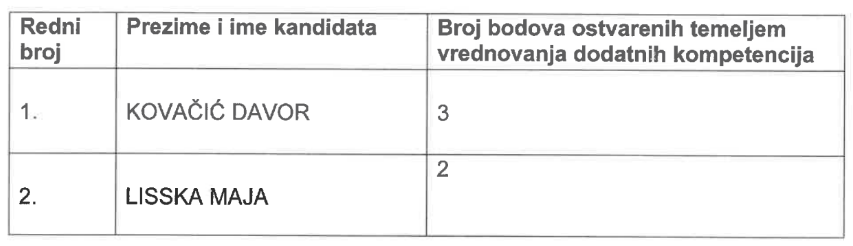 Redni broj | Prezime i ime kandidata | Broj bodova ostvarenih temeljem vrednovanja dodatnih kompetencija
1. | KOVAČIĆ DAVOR | 3
2. | LISSKA MAJA | 2